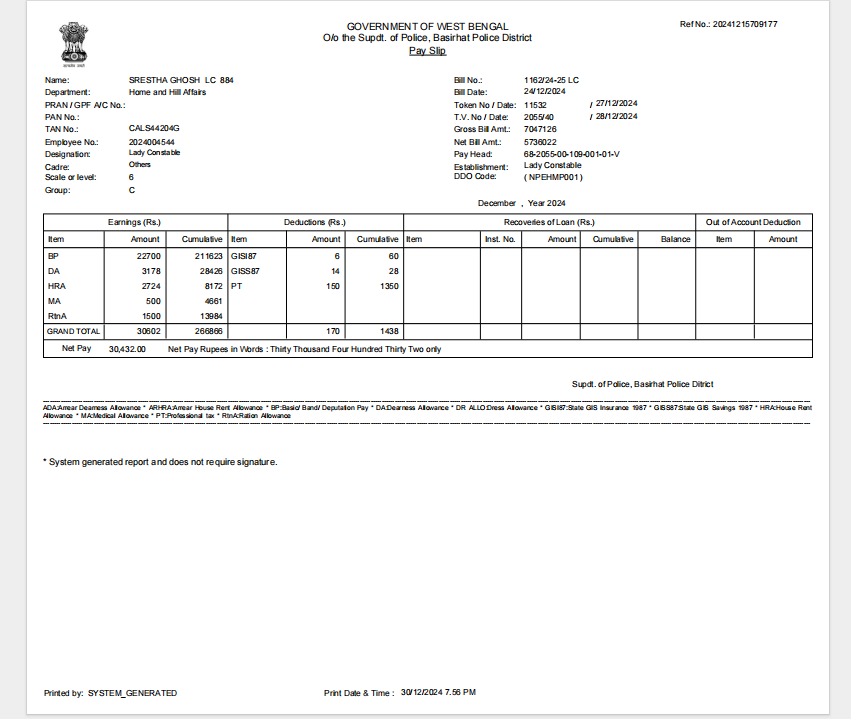 GOVERNMENT OF WEST BENGAL
O/o the Supdt. of Police, Basirhat Police District
Pay Slip
Ref No.: 20241215709177
Name: SRESTHA GHOSH LC 884
Department: Home and Hill Affairs
PRAN / GPF A/C No.:
PAN No.:
TAN No.: CALS44204G
Employee No.: 2024004544
Designation: Lady Constable
Cadre: Others
Scale or level: 6
Group: C
Bill No.: 1162/24-25 LC
Bill Date: 24/12/2024
Token No / Date: 11532 / 27/12/2024
T.V. No / Date: 2055/40 / 28/12/2024
Gross Bill Amt.: 7047126
Net Bill Amt.: 5736022
Pay Head: 68-2055-00-109-001-01-V
Establishment: Lady Constable
DDO Code: ( NPEHMP001 )
December , Year 2024
Earnings (Rs.) Deductions (Rs.) Recoveries of Loan (Rs.) Out of Account Deduction
Item Amount Cumulative Item Amount Cumulative Item Inst. No. Amount Cumulative Balance Item Amount
BP 22700 211623 GISI87 6 60
DA 3178 28426 GISS87 14 28
HRA 2724 8172 PT 150 1350
MA 500 4661
RtnA 1500 13984
GRAND TOTAL 30602 266866 170 1438
Net Pay 30,432.00 Net Pay Rupees in Words : Thirty Thousand Four Hundred Thirty Two only
Supdt. of Police, Basirhat Police Ditrict
ADA:Arrear Dearness Allowance * ARHRA:Arrear House Rent Allowance * BP:Basic/ Band/ Deputation Pay * DA:Dearness Allowance * DR ALLO:Dress Allowance * GISI87:State GIS Insurance 1987 * GISS87:State GIS Savings 1987 * HRA:House Rent
Allowance * MA:Medical Allowance * PT:Professional tax * RtnA:Ration Allowance
* System generated report and does not require signature.
Printed by: SYSTEM_GENERATED Print Date & Time : 30/12/2024 7.56 PM